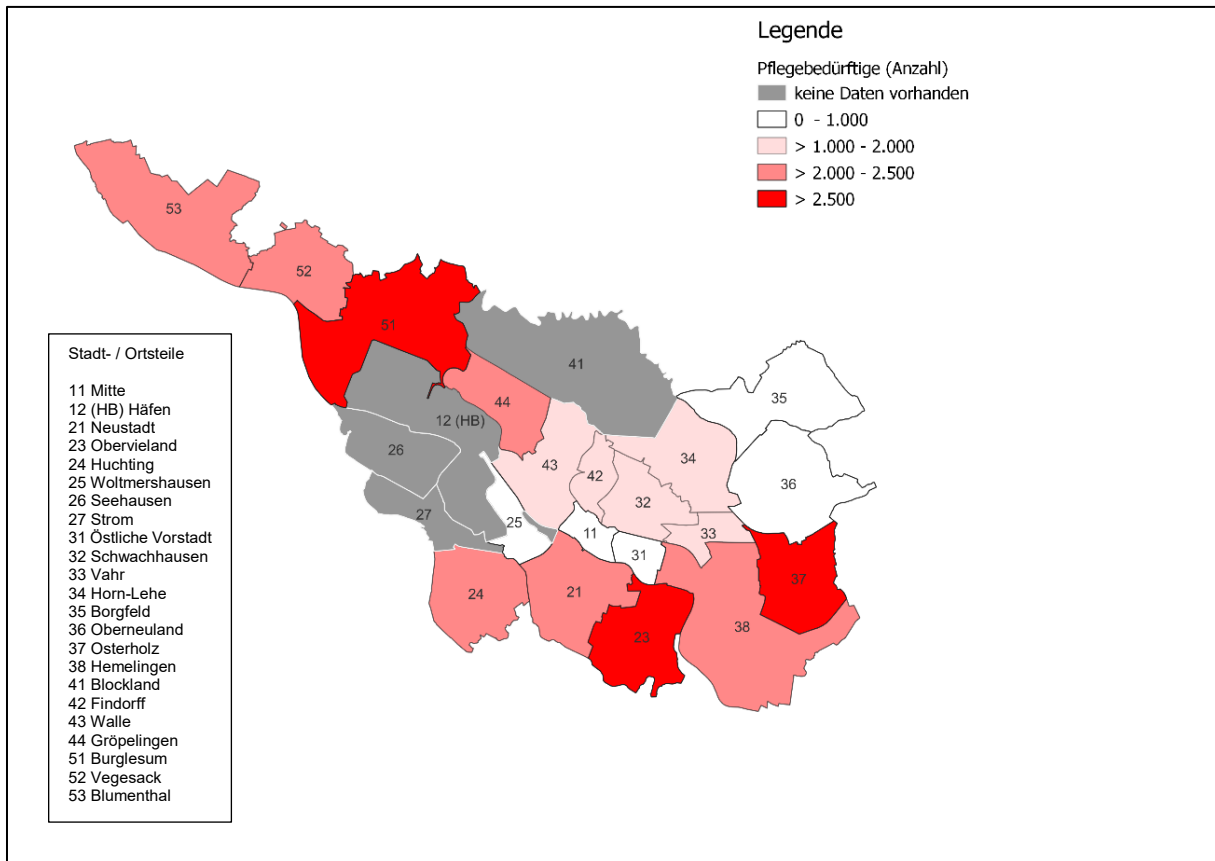 Legende
Pflegebedürftige (Anzahl)
keine Daten vorhanden
0 - 1.000
> 1.000 - 2.000
> 2.000 - 2.500
> 2.500
53
52
51
41
35
44
12 (HB)
34
26
43
42
36
32
27
25
11
33
31
37
24
21
23
38
Stadt- / Ortsteile
11 Mitte
12 (HB) Häfen
21 Neustadt
23 Obervieland
24 Huchting
25 Woltmershausen
26 Seehausen
27 Strom
31 Östliche Vorstadt
32 Schwachhausen
33 Vahr
34 Horn-Lehe
35 Borgfeld
36 Oberneuland
37 Osterholz
38 Hemelingen
41 Blockland
42 Findorff
43 Walle
44 Gröpelingen
51 Burglesum
52 Vegesack
53 Blumenthal